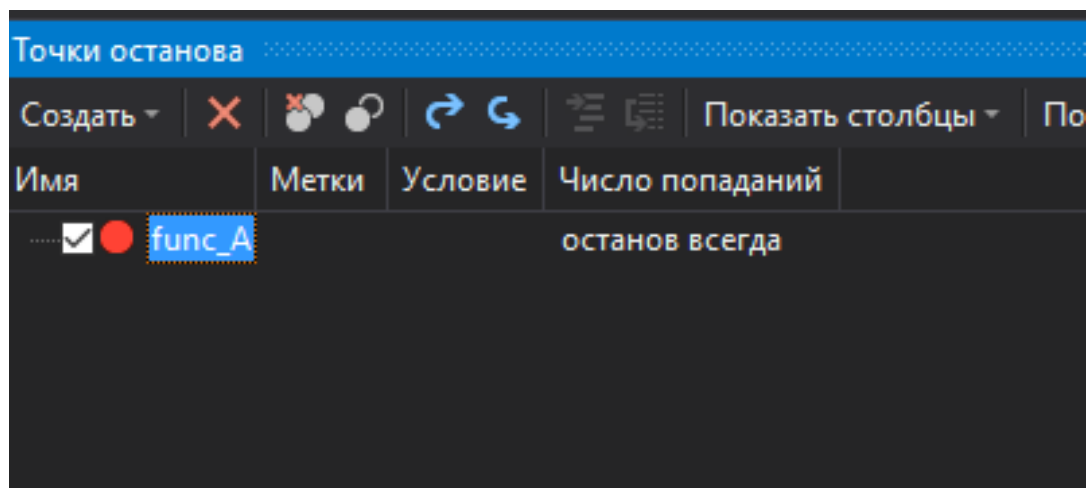 Точки останова
Создать Показать столбцы По
Имя Метки Условие Число попаданий
func_A останов всегда